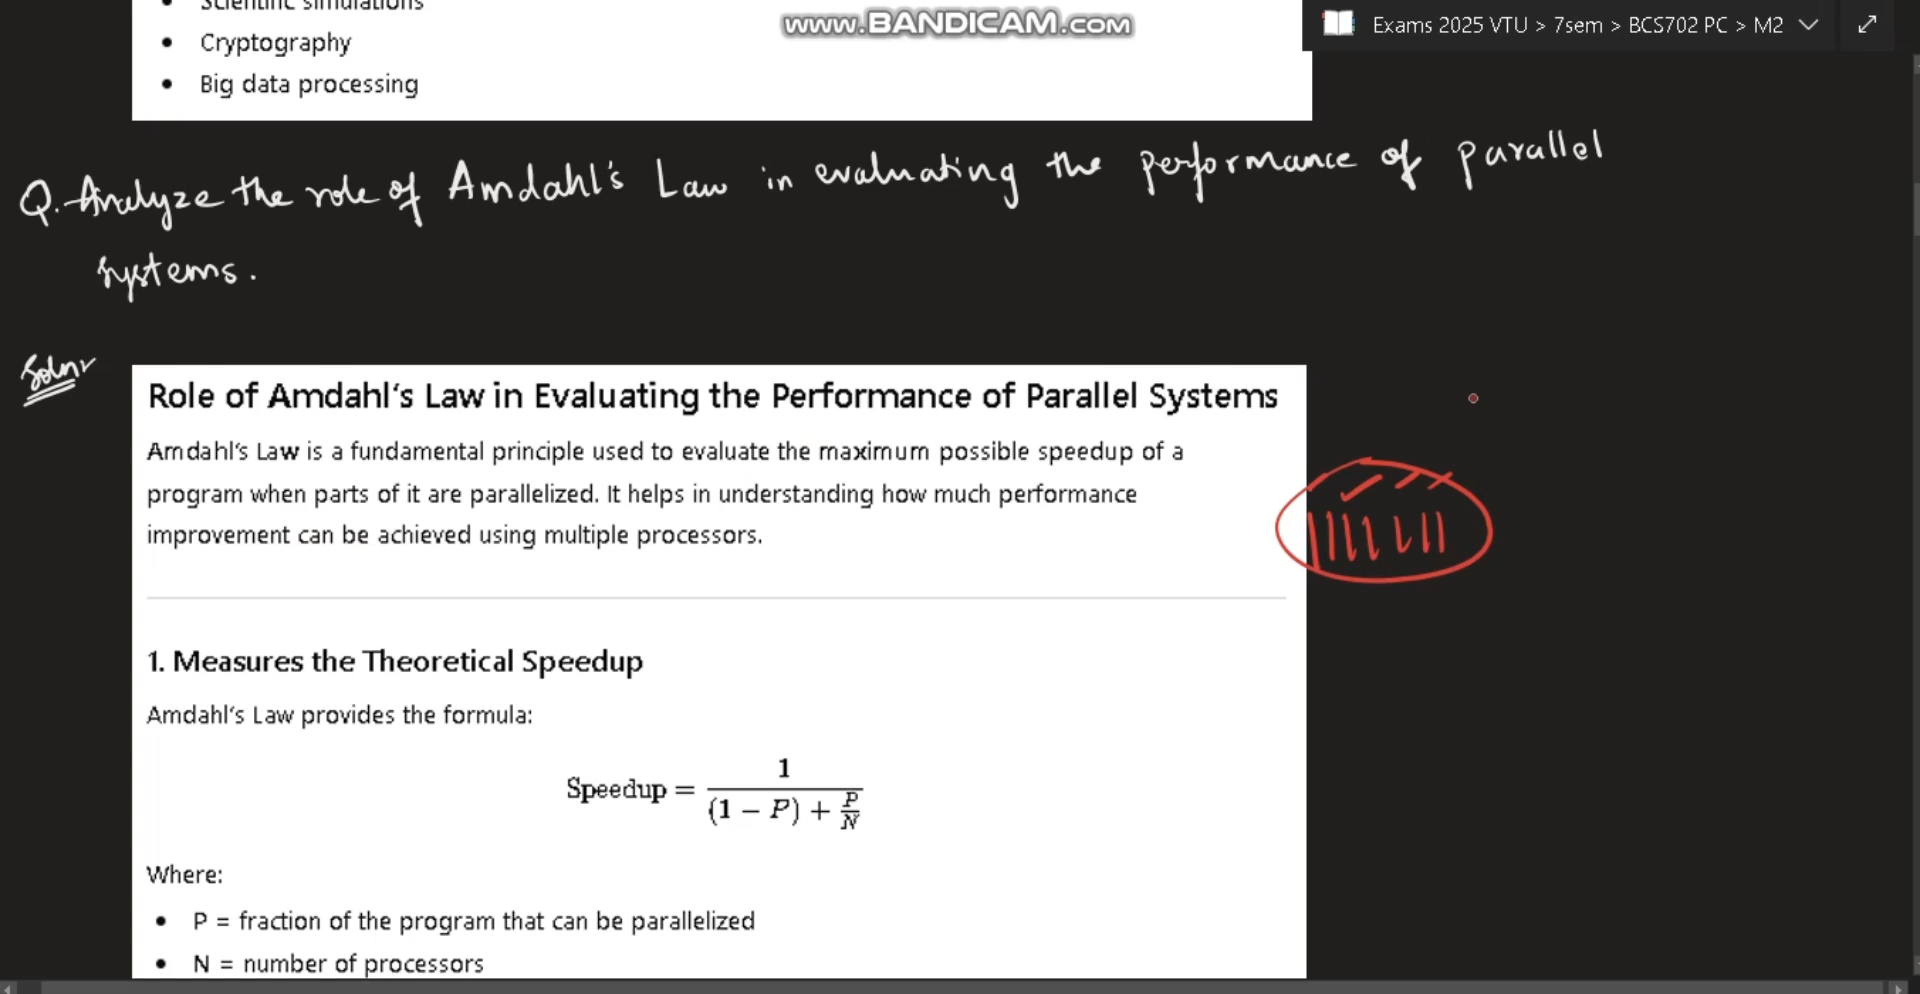 Scientific simulations
WWW.BANDICAM.COM
Exams 2025 VTU > 7sem > BCS702 PC > M2
• Cryptography
• Big data processing
Q. Analyze the role of Amdahl's Law in evaluating the performance of parallel
systems.
Soln
Role of Amdahl's Law in Evaluating the Performance of Parallel Systems
Amdahl's Law is a fundamental principle used to evaluate the maximum possible speedup of a
program when parts of it are parallelized. It helps in understanding how much performance
improvement can be achieved using multiple processors.
1. Measures the Theoretical Speedup
Amdahl's Law provides the formula:
Speedup = 1 / ((1 − P) + P/N)
Where:
• P = fraction of the program that can be parallelized
• N = number of processors